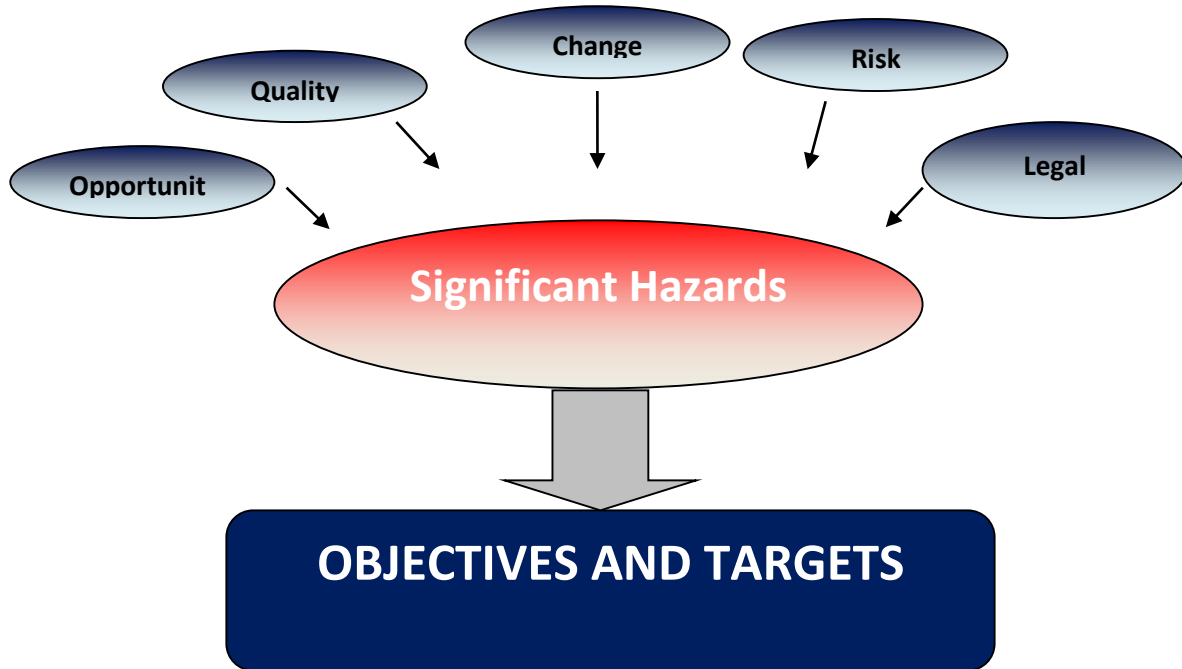 Change
Risk
Quality
Legal
Opportunit
Significant Hazards
OBJECTIVES AND TARGETS